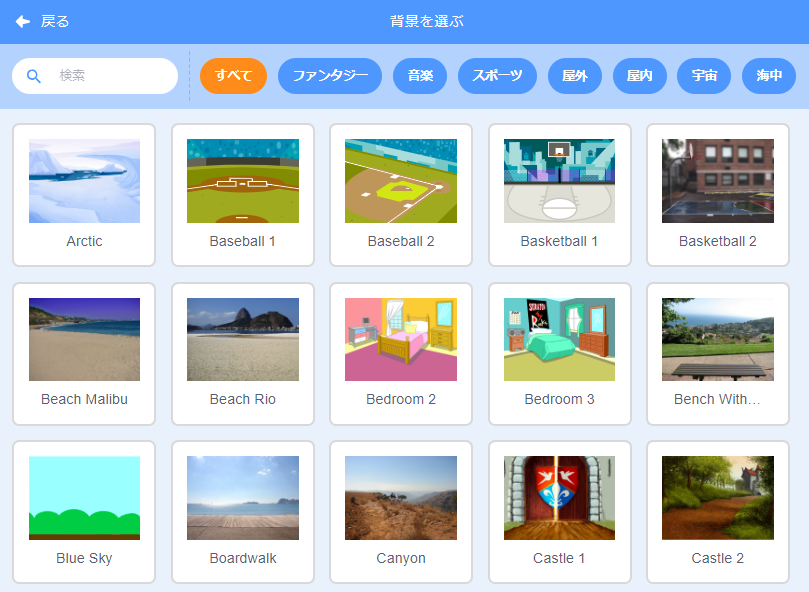 戻る
背景を選ぶ
検索
すべて
ファンタジー
音楽
スポーツ
屋外
屋内
宇宙
海中
Arctic
Baseball 1
Baseball 2
Basketball 1
Basketball 2
Beach Malibu
Beach Rio
Bedroom 2
Bedroom 3
Bench With...
Blue Sky
Boardwalk
Canyon
Castle 1
Castle 2